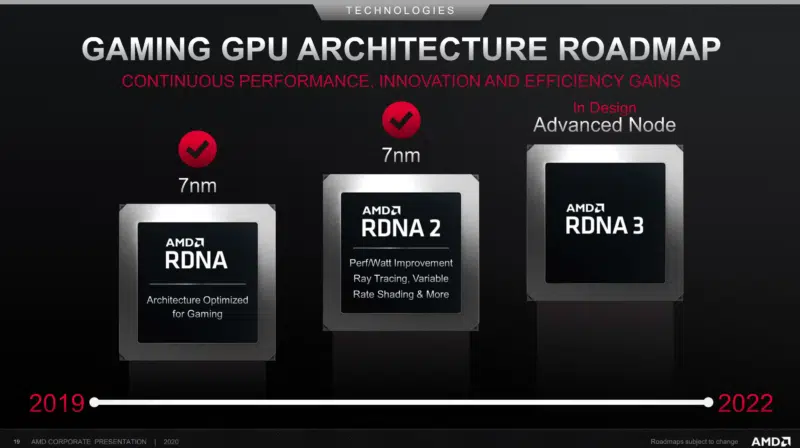 TECHNOLOGIES
GAMING GPU ARCHITECTURE ROADMAP
CONTINUOUS PERFORMANCE, INNOVATION AND EFFICIENCY GAINS
7nm
AMD
RDNA
Architecture Optimized
for Gaming
7nm
AMD
RDNA 2
Perf/Watt Improvement
Ray Tracing, Variable
Rate Shading & More
In Design
Advanced Node
AMD
RDNA 3
2019
2022
19 AMD CORPORATE PRESENTATION | 2020
Roadmaps subject to change
AMD